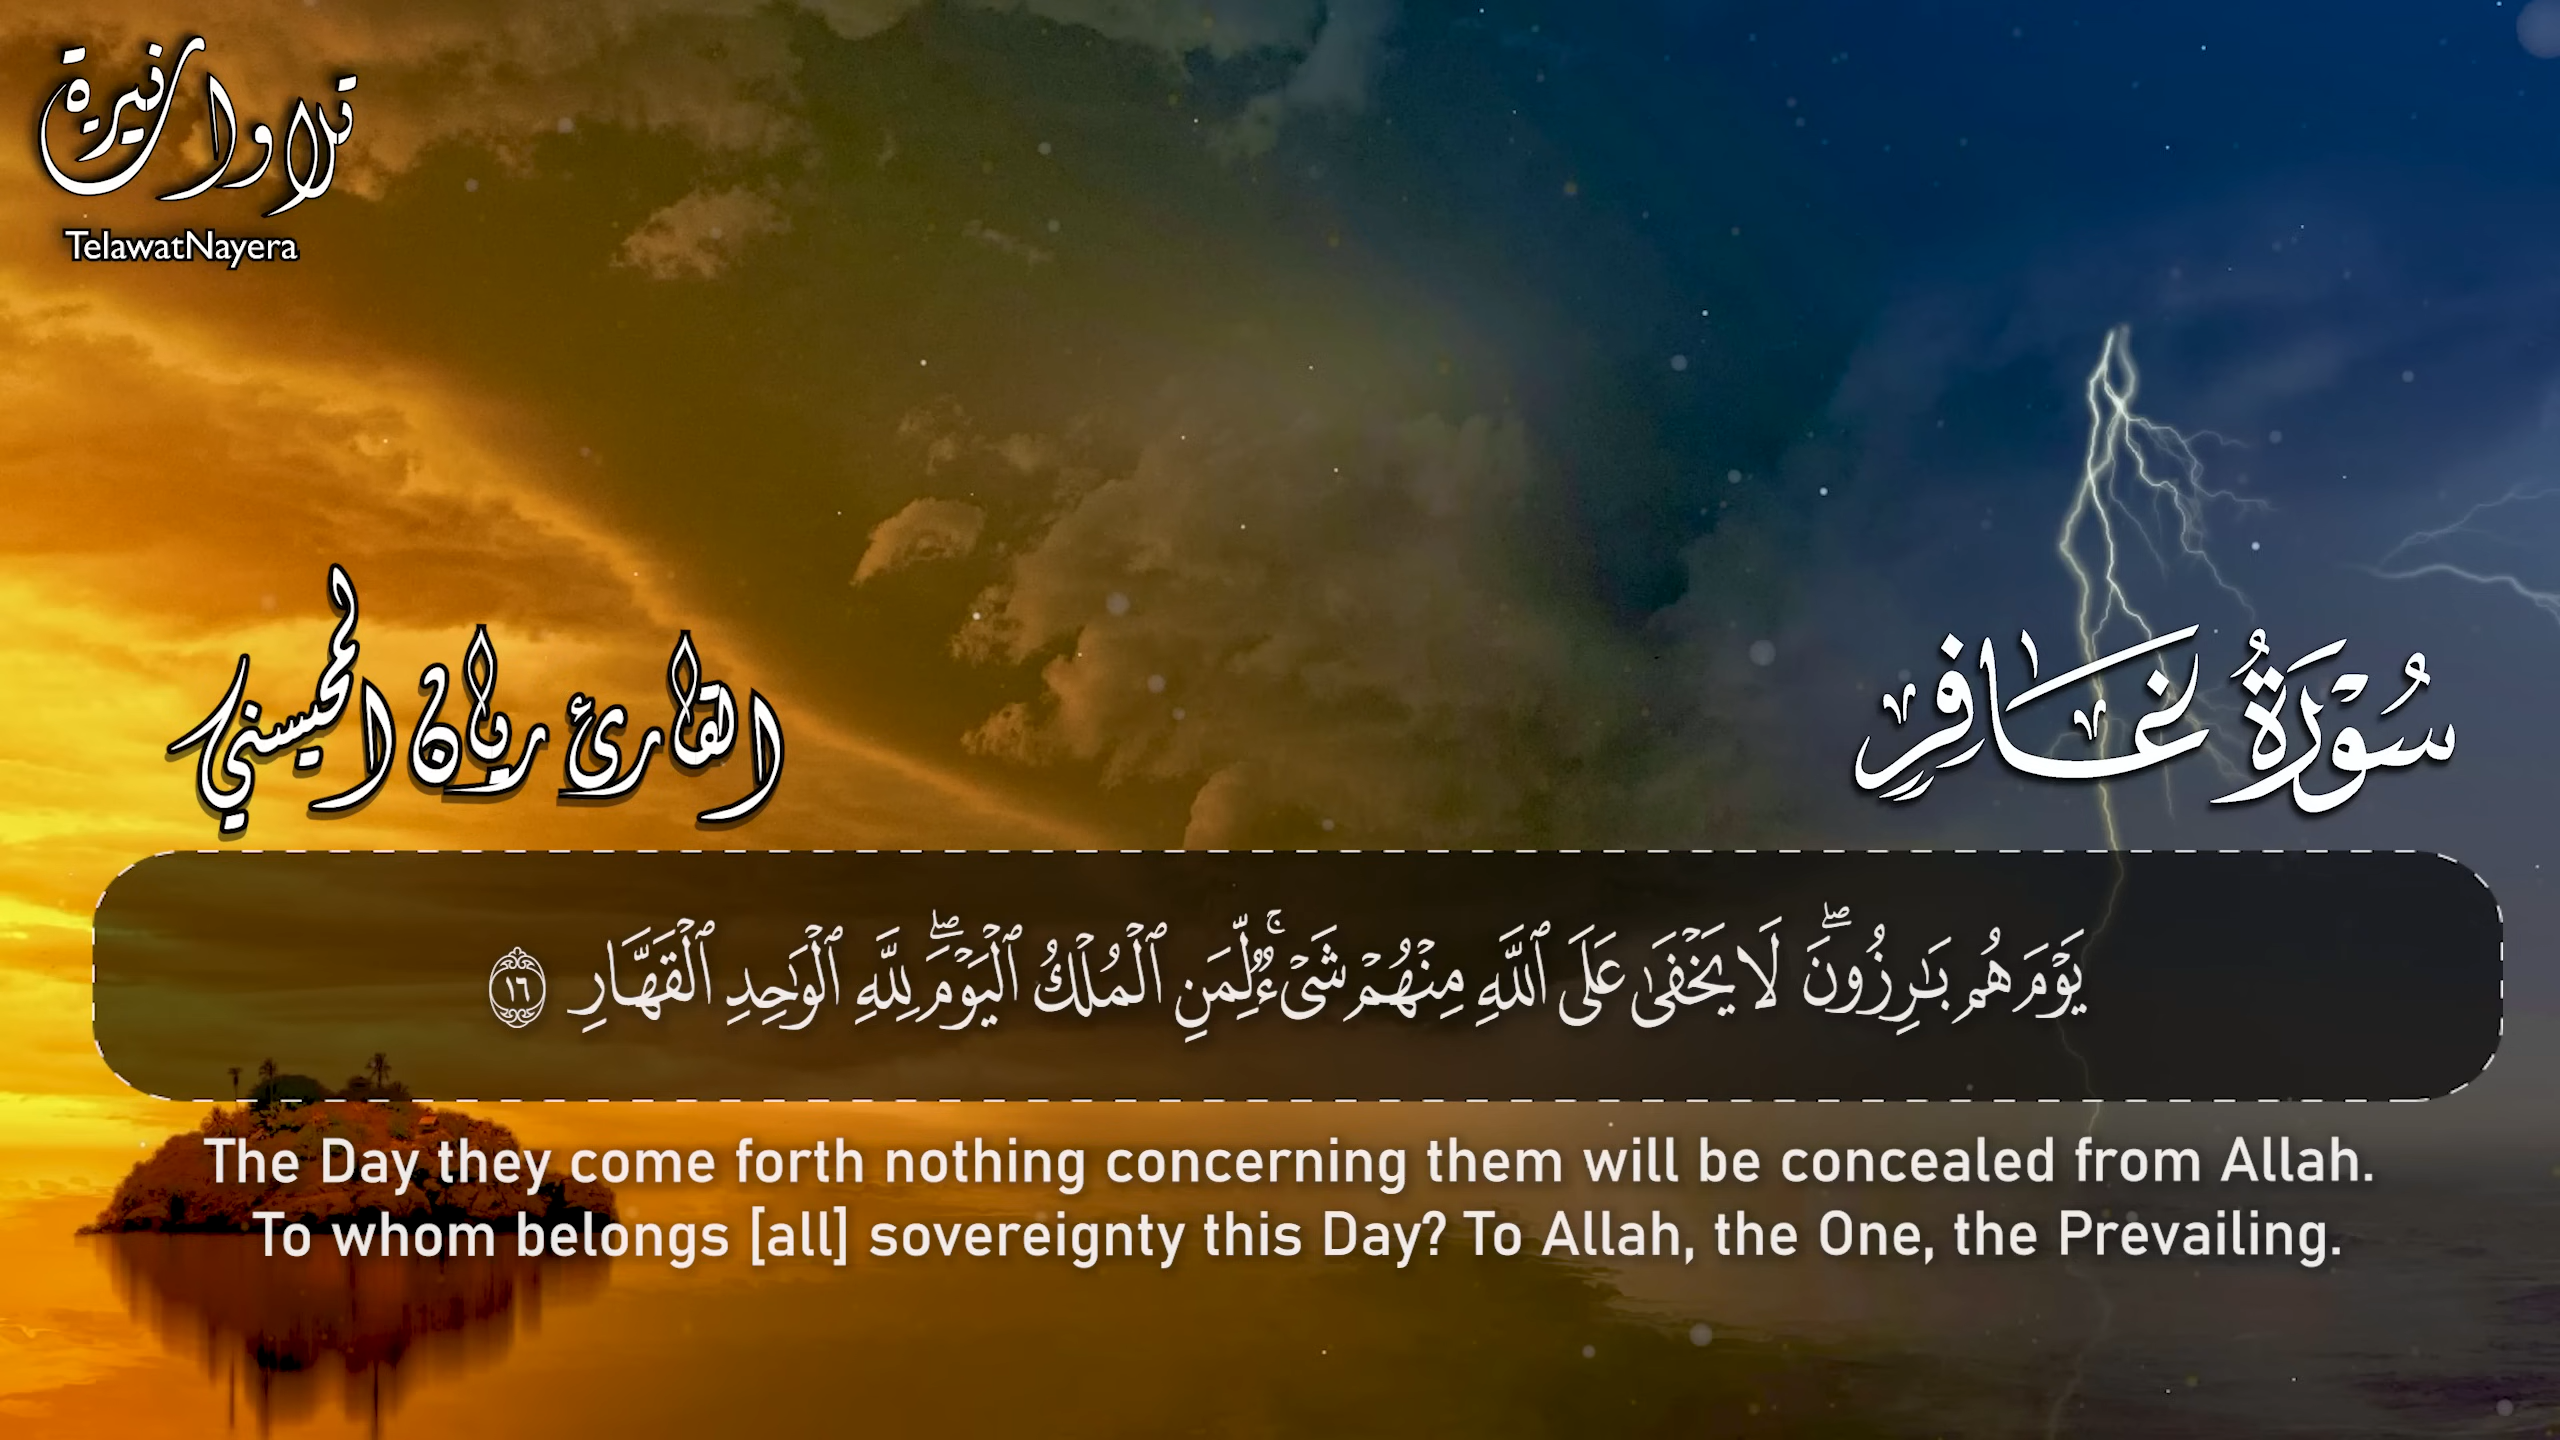 تلاوات نيرة
TelawatNayera
سُورَةُ غَافِرٍ
القارئ ريان المحيسني
يَوْمَ هُم بَٰرِزُونَ ۖ لَا يَخْفَىٰ عَلَى ٱللَّهِ مِنْهُمْ شَىْءٌ ۚ لِّمَنِ ٱلْمُلْكُ ٱلْيَوْمَ ۖ لِلَّهِ ٱلْوَٰحِدِ ٱلْقَهَّارِ ١٦
The Day they come forth nothing concerning them will be concealed from Allah.
To whom belongs [all] sovereignty this Day? To Allah, the One, the Prevailing.